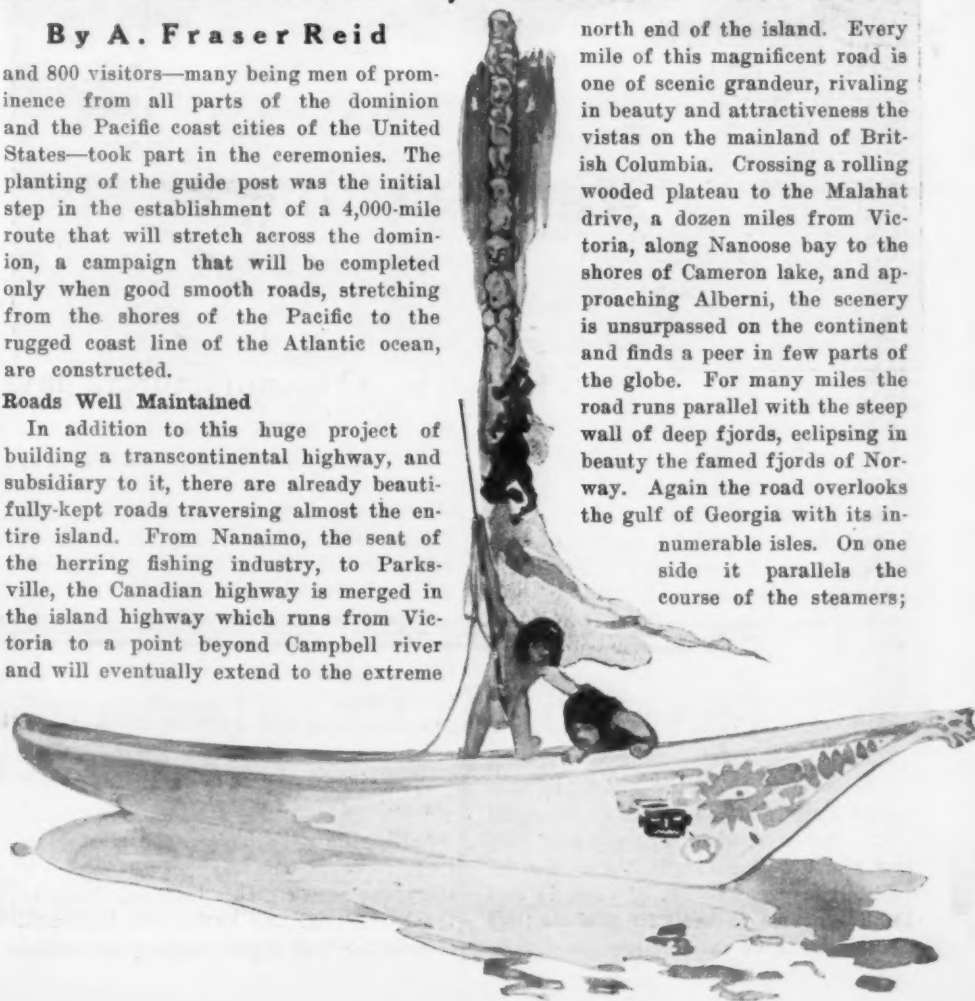 By A. Fraser Reid
and 800 visitors—many being men of prom-
inence from all parts of the dominion
and the Pacific coast cities of the United
States—took part in the ceremonies. The
planting of the guide post was the initial
step in the establishment of a 4,000-mile
route that will stretch across the domin-
ion, a campaign that will be completed
only when good smooth roads, stretching
from the shores of the Pacific to the
rugged coast line of the Atlantic ocean,
are constructed.
Roads Well Maintained
In addition to this huge project of
building a transcontinental highway, and
subsidiary to it, there are already beauti-
fully-kept roads traversing almost the en-
tire island. From Nanaimo, the seat of
the herring fishing industry, to Parks-
ville, the Canadian highway is merged in
the island highway which runs from Vic-
toria to a point beyond Campbell river
and will eventually extend to the extreme
north end of the island. Every
mile of this magnificent road is
one of scenic grandeur, rivaling
in beauty and attractiveness the
vistas on the mainland of Brit-
ish Columbia. Crossing a rolling
wooded plateau to the Malahat
drive, a dozen miles from Vic-
toria, along Nanoose bay to the
shores of Cameron lake, and ap-
proaching Alberni, the scenery
is unsurpassed on the continent
and finds a peer in few parts of
the globe. For many miles the
road runs parallel with the steep
wall of deep fjords, eclipsing in
beauty the famed fjords of Nor-
way. Again the road overlooks
the gulf of Georgia with its in-
numerable isles. On one
side it parallels the
course of the steamers;